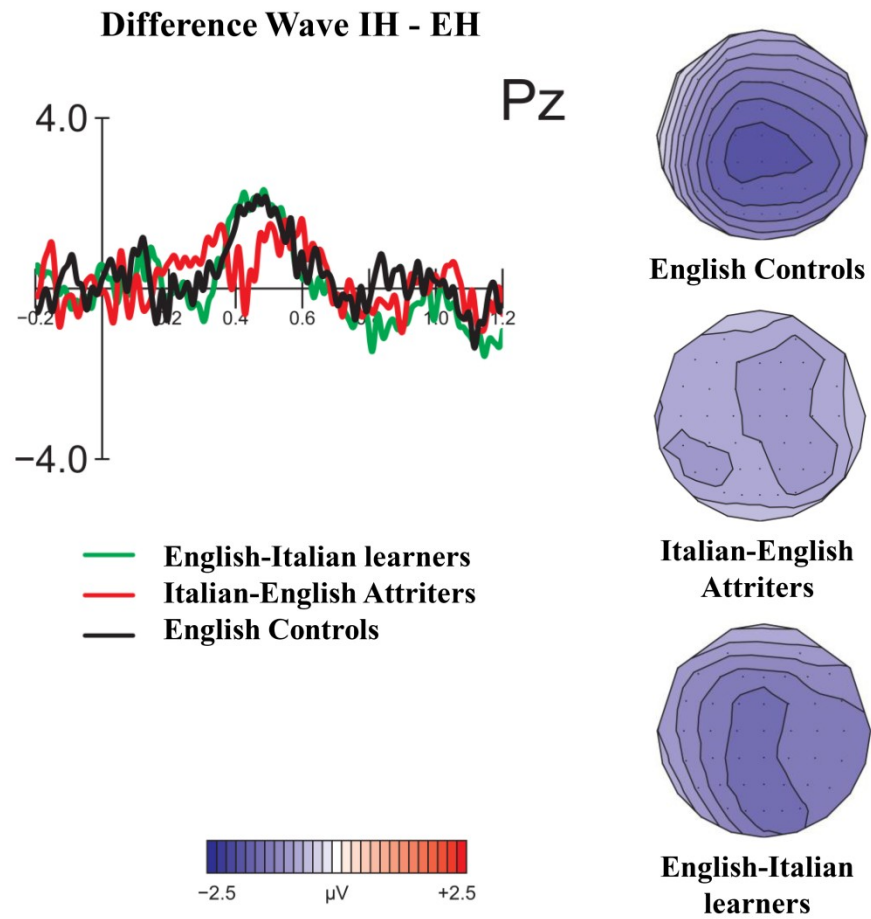 Difference Wave IH - EH
Pz
4.0
−0.2
0.2
0.4
0.6
0.8
1.0
1.2
−4.0
English-Italian learners
Italian-English Attriters
English Controls
−2.5
µV
+2.5
English Controls
Italian-English
Attriters
English-Italian
learners